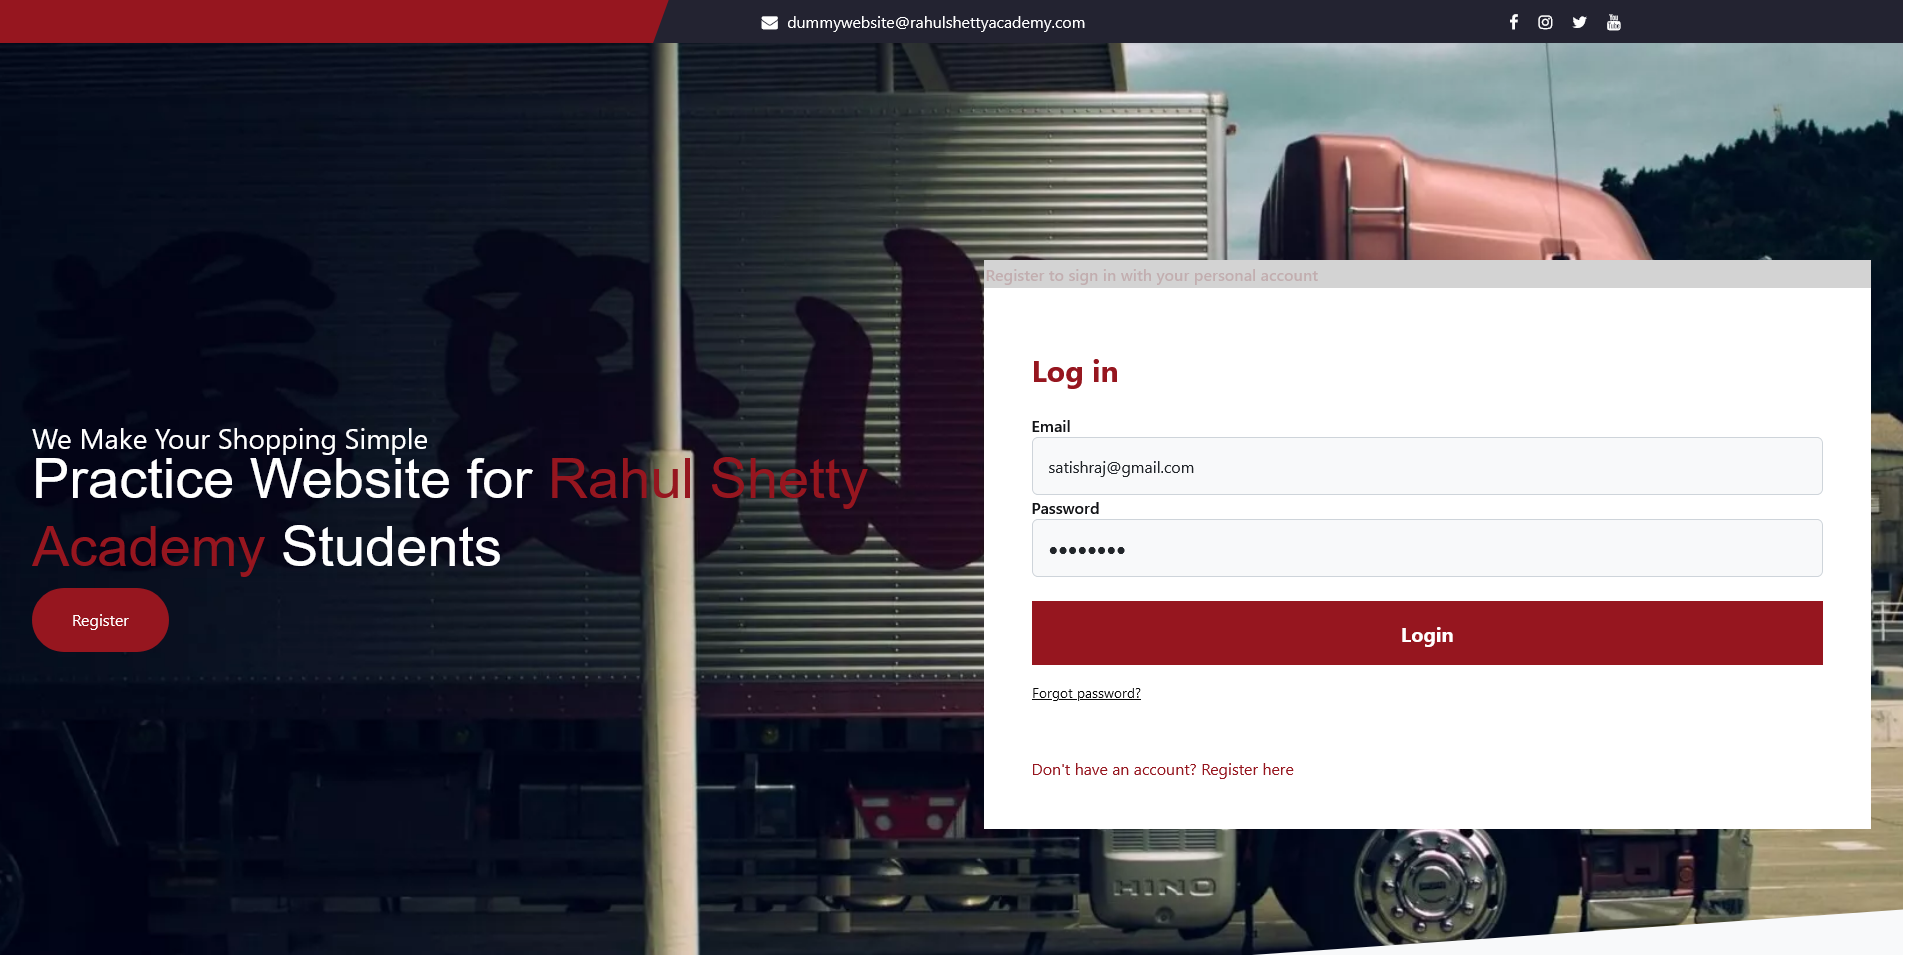 dummywebsite@rahulshettyacademy.com
Register to sign in with your personal account
Log in
Email
satishraj@gmail.com
Password
••••••••
Login
Forgot password?
Don't have an account? Register here
We Make Your Shopping Simple
Practice Website for Rahul Shetty
Academy Students
Register
HINO